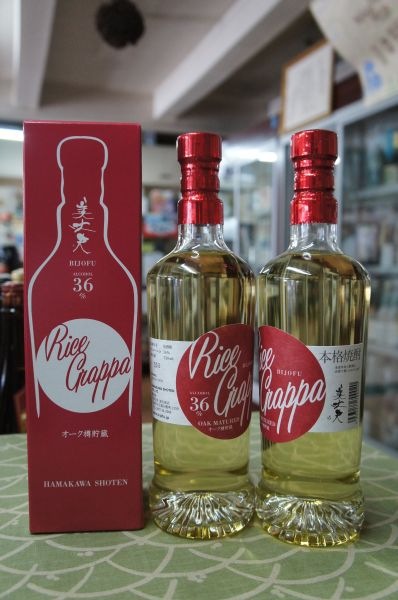 美丈夫
BIJOFU
ALCOHOL
36
%
Rice
Grappa
オーク樽貯蔵
HAMAKAWA SHOTEN
Rice
Grappa
ALCOHOL
36
%
OAK MATURED
オーク樽貯蔵
BIJOFU
Grappa
本格焼酎
美丈夫